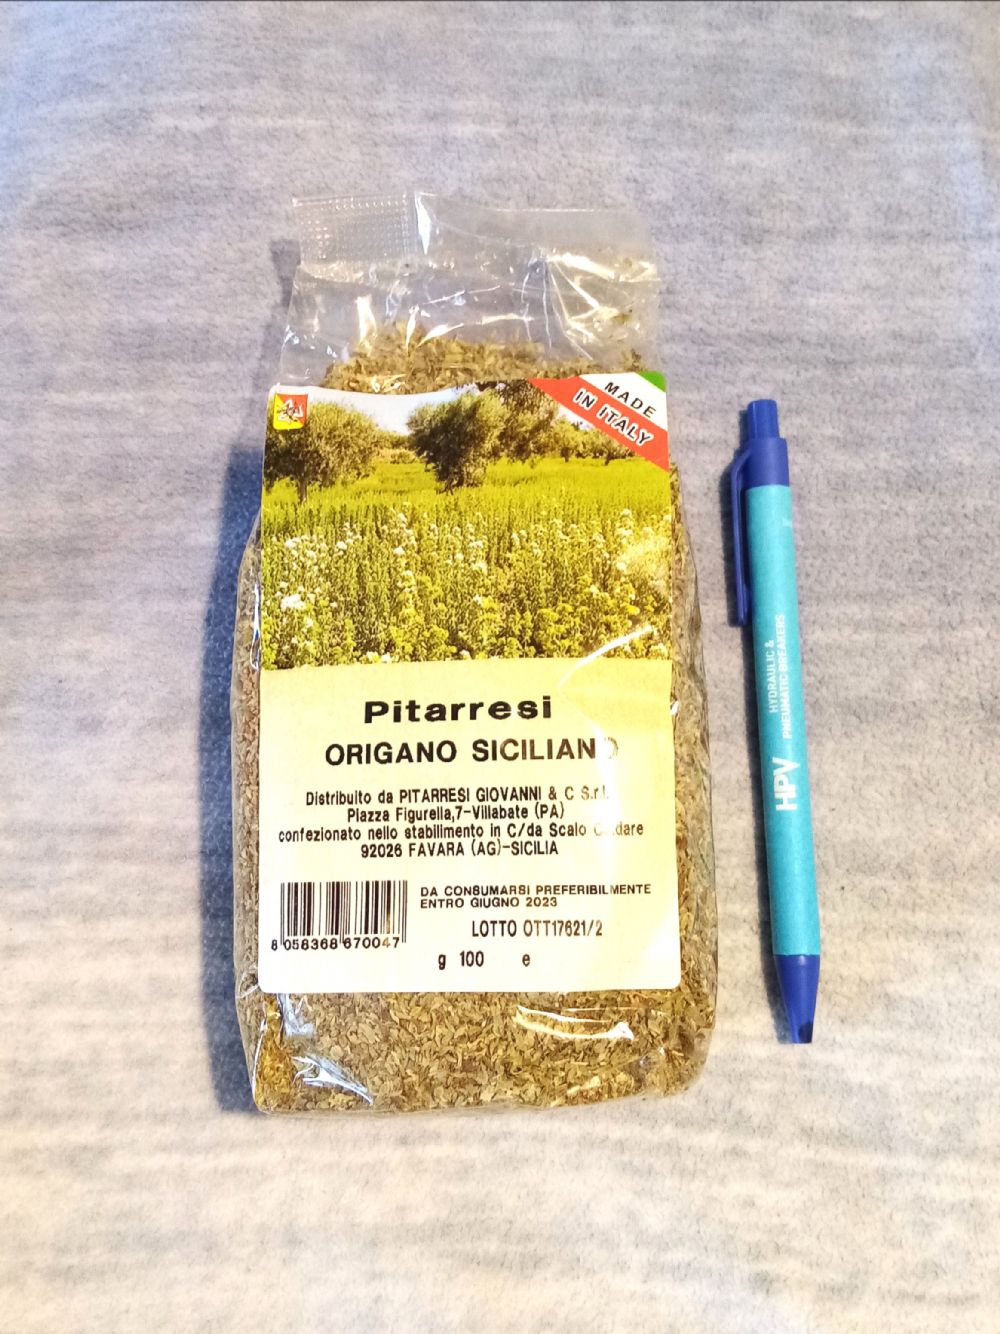 MADE
IN ITALY
Pitarresi
ORIGANO SICILIANO
Distribuito da PITARRESI GIOVANNI & C S.r.l.
Piazza Figurella,7-Villabate (PA)
confezionato nello stabilimento in C/da Scalo
92026 FAVARA (AG)-SICILIA
DA CONSUMARSI PREFERIBILMENTE
ENTRO GIUGNO 2023
LOTTO OTT17621/2
8 058368 670047
g 100 e
HPV
HYDRAULIC &
PNEUMATIC BREAKERS